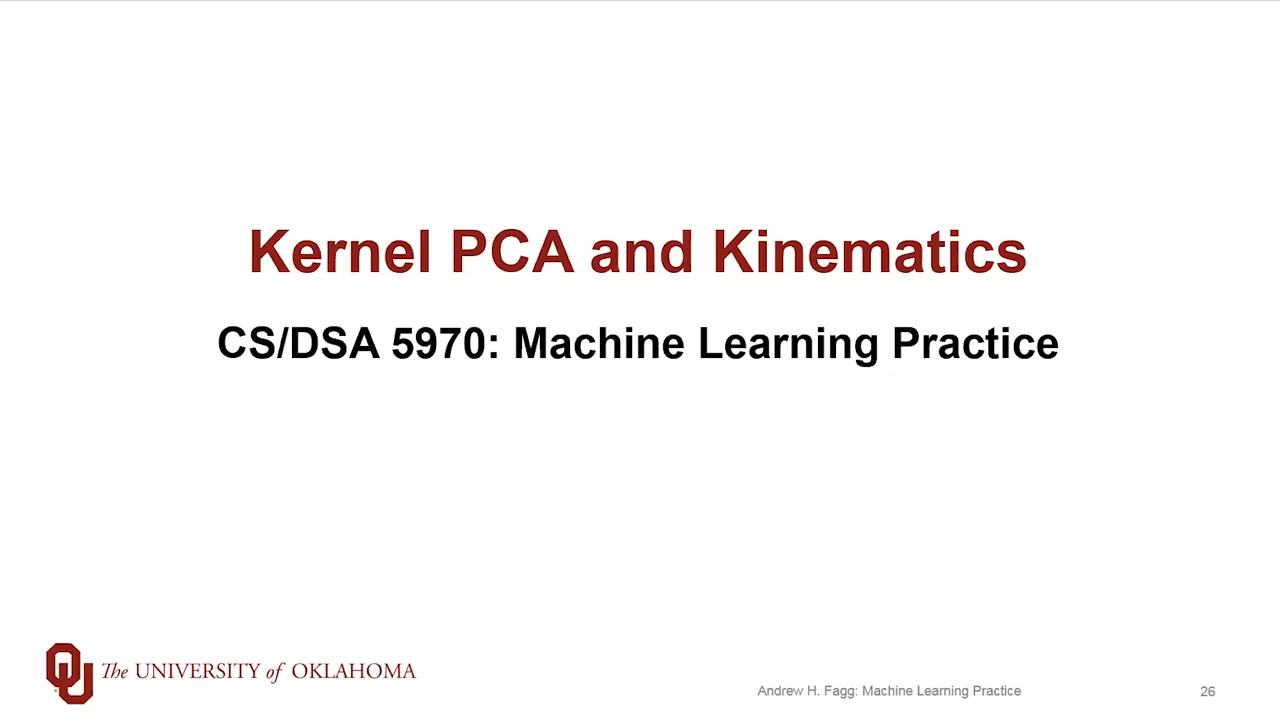 Kernel PCA and Kinematics
CS/DSA 5970: Machine Learning Practice
The UNIVERSITY of OKLAHOMA
Andrew H. Fagg: Machine Learning Practice
26